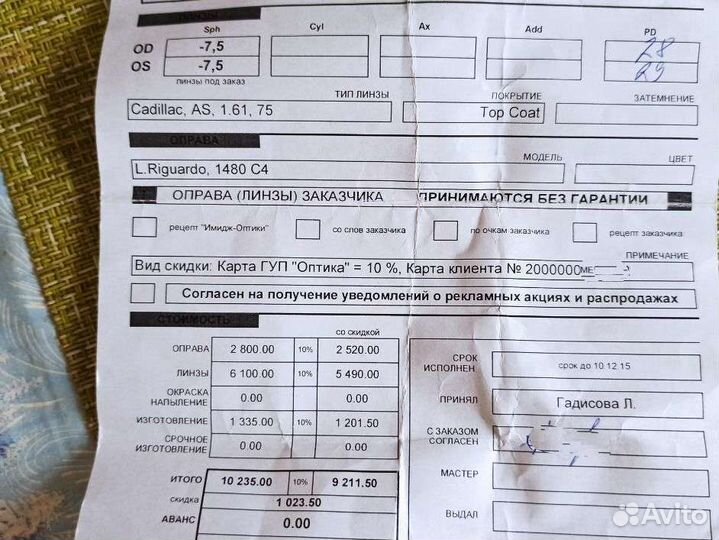 ЛИНЗЫ
Sph Cyl Ax Add PD
OD -7,5 28
OS -7,5 29
линзы под заказ
ТИП ЛИНЗЫ ПОКРЫТИЕ ЗАТЕМНЕНИЕ
Cadillac, AS, 1.61, 75 Top Coat
ОПРАВА
МОДЕЛЬ ЦВЕТ
L.Riguardo, 1480 C4
ОПРАВА (ЛИНЗЫ) ЗАКАЗЧИКА ПРИНИМАЮТСЯ БЕЗ ГАРАНТИИ
рецепт "Имидж-Оптики" со слов заказчика по очкам заказчика рецепт заказчика
ПРИМЕЧАНИЕ
Вид скидки: Карта ГУП "Оптика" = 10 %, Карта клиента № 2000000
Согласен на получение уведомлений о рекламных акциях и распродажах
СТОИМОСТЬ
со скидкой
ОПРАВА 2 800.00 10% 2 520.00
ЛИНЗЫ 6 100.00 10% 5 490.00
ОКРАСКА
НАПЫЛЕНИЕ 0.00 0.00
ИЗГОТОВЛЕНИЕ 1 335.00 10% 1 201.50
СРОЧНОЕ
ИЗГОТОВЛЕНИЕ 0.00 0.00
ИТОГО 10 235.00 10% 9 211.50
скидка 1 023.50
АВАНС 0.00
СРОК
ИСПОЛНЕН срок до 10.12.15
ПРИНЯЛ Гадисова Л.
С ЗАКАЗОМ
СОГЛАСЕН
МАСТЕР
ВЫДАЛ
Avito